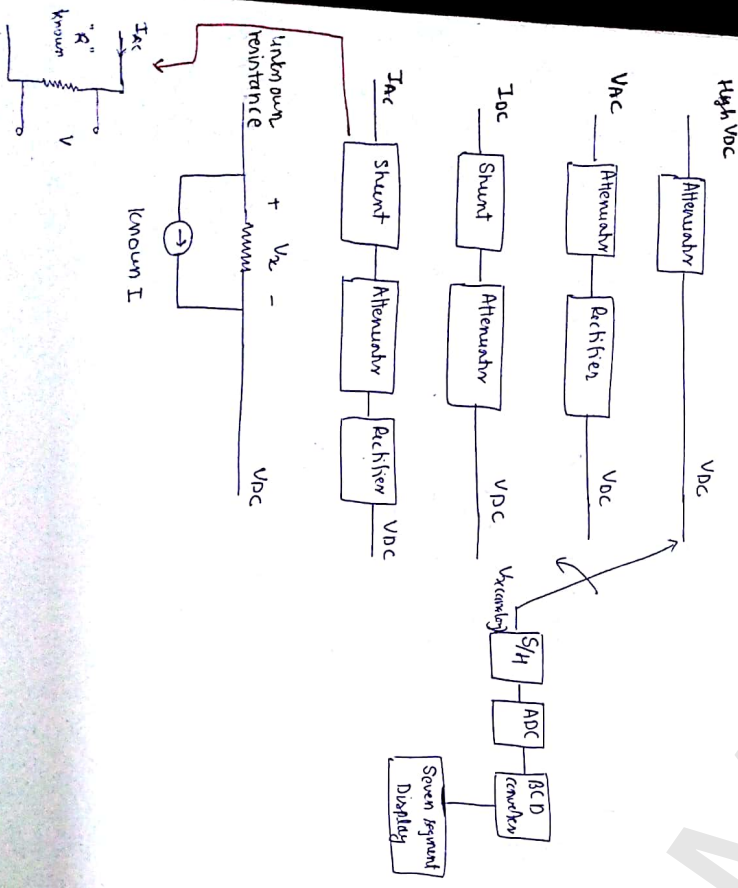 High VDC
Attenuator
VDC
VAC
Attenuator
Rectifier
VDC
IDC
Shunt
Attenuator
VDC
IAC
Shunt
Attenuator
Rectifier
VDC
Unknown
resistance
+ Vx -
Known I
VDC
Vx(analog)
S/H
ADC
BCD
converter
Seven segment
Display
IAC
"R"
known
V